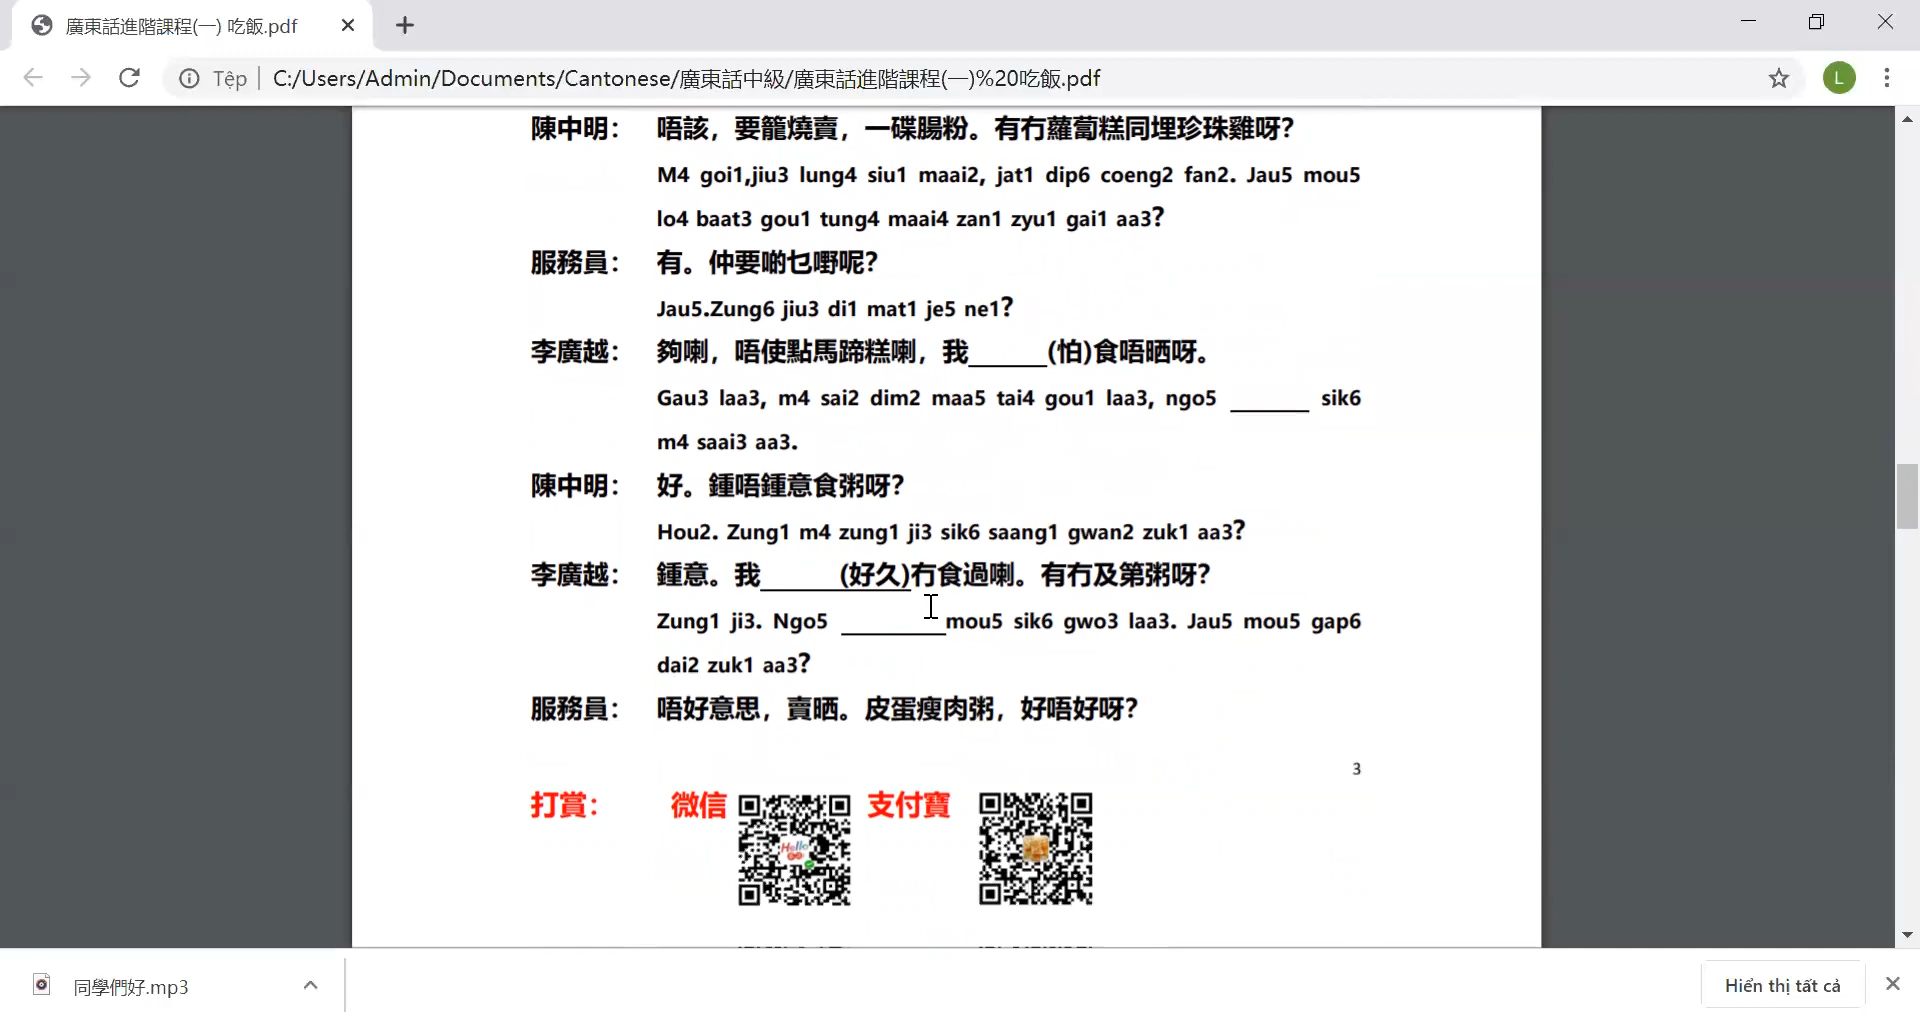 廣東話進階課程(一) 吃飯.pdf
Tệp C:/Users/Admin/Documents/Cantonese/廣東話中級/廣東話進階課程(一)%20吃飯.pdf
L
陳中明： 唔該，要籠燒賣，一碟腸粉。有冇蘿蔔糕同埋珍珠雞呀？
M4 goi1,jiu3 lung4 siu1 maai2, jat1 dip6 coeng2 fan2. Jau5 mou5
lo4 baat3 gou1 tung4 maai4 zan1 zyu1 gai1 aa3?
服務員： 有。仲要啲乜嘢呢？
Jau5.Zung6 jiu3 di1 mat1 je5 ne1?
李廣越： 夠喇，唔使點馬蹄糕喇，我______(怕)食唔晒呀。
Gau3 laa3, m4 sai2 dim2 maa5 tai4 gou1 laa3, ngo5 ______ sik6
m4 saai3 aa3.
陳中明： 好。鍾唔鍾意食粥呀？
Hou2. Zung1 m4 zung1 ji3 sik6 saang1 gwan2 zuk1 aa3?
李廣越： 鍾意。我______(好久)冇食過喇。有冇及第粥呀？
Zung1 ji3. Ngo5 ________mou5 sik6 gwo3 laa3. Jau5 mou5 gap6
dai2 zuk1 aa3?
服務員： 唔好意思，賣晒。皮蛋瘦肉粥，好唔好呀？
3
打賞： 微信 支付寶
Hello
同學們好.mp3
Hiển thị tất cả